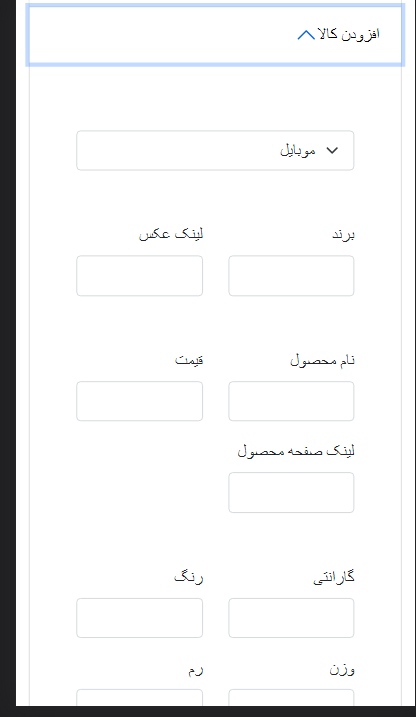 افزودن کالا
موبایل
برند لینک عکس
نام محصول قیمت
لینک صفحه محصول
گارانتی رنگ
وزن رم